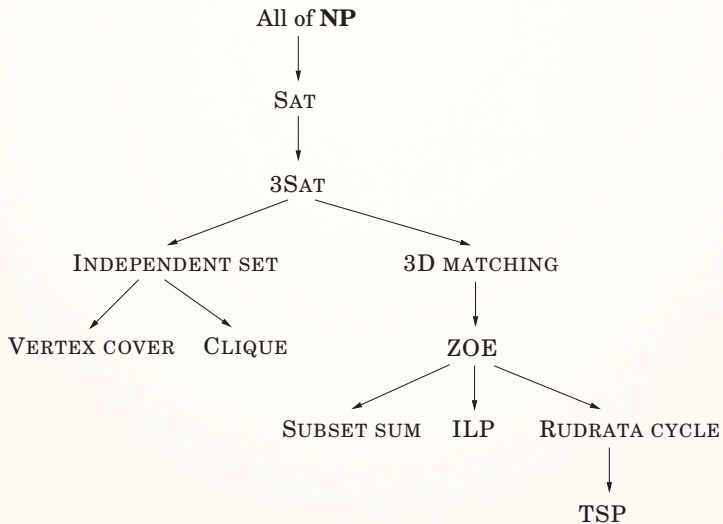 All of NP
SAT
3SAT
INDEPENDENT SET
3D MATCHING
VERTEX COVER
CLIQUE
ZOE
SUBSET SUM
ILP
RUDRATA CYCLE
TSP